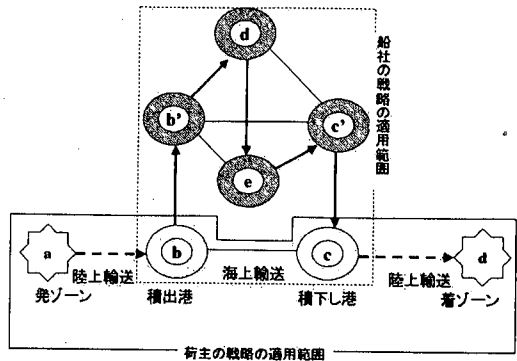 d
船社の戦略の適用範囲
b'
c'
e
a
b
c
d
陸上輸送
海上輸送
陸上輸送
発ゾーン
積出港
積下し港
着ゾーン
荷主の戦略の適用範囲